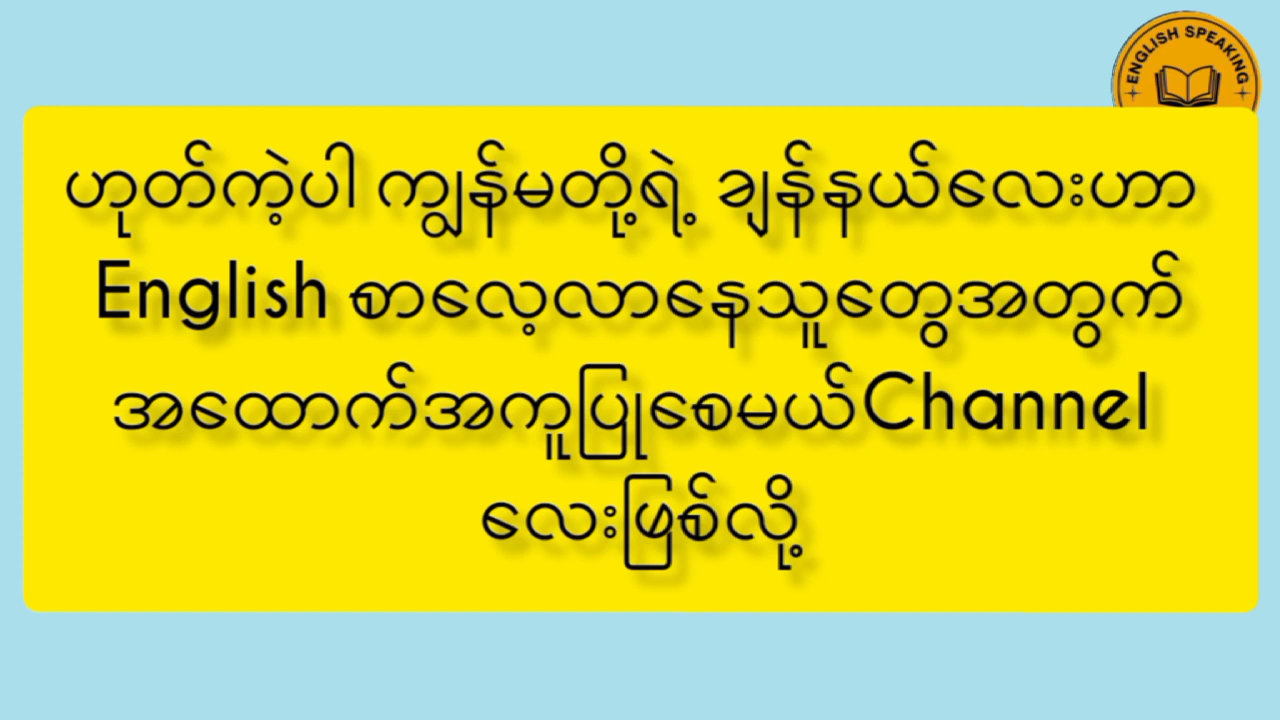 ENGLISH SPEAKING
ဟုတ်ကဲ့ပါ ကျွန်မတို့ရဲ့ ချန်နယ်လေးဟာ
English စာလေ့လာနေသူတွေအတွက်
အထောက်အကူပြုစေမယ်Channel
လေးဖြစ်လို့